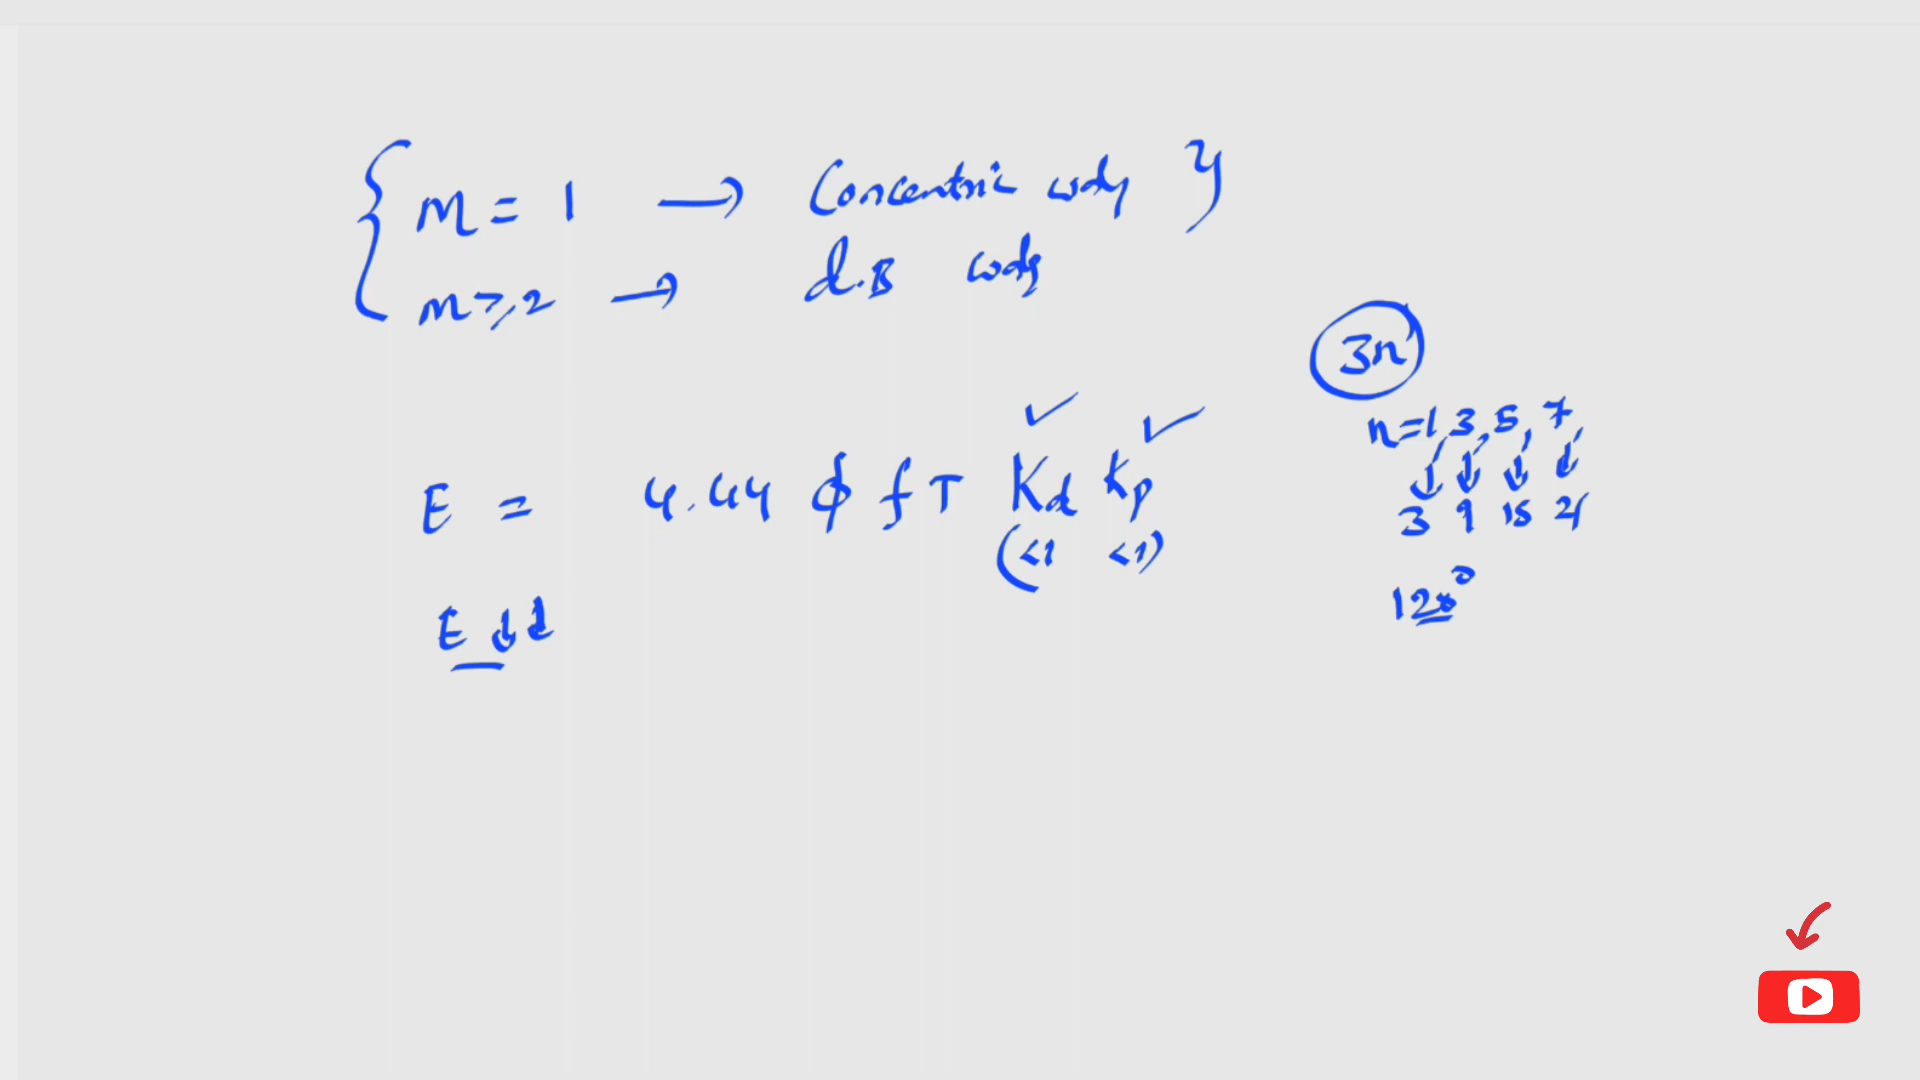 { m = 1 → Concentric wdg }
m ≥ 2 → d.B wdg
3n
n = 1, 3, 5, 7,
↓ ↓ ↓ ↓
3 9 15 21
E = 4.44 ϕ f T Kd Kp
(<1 <1)
120°
E ↓↓